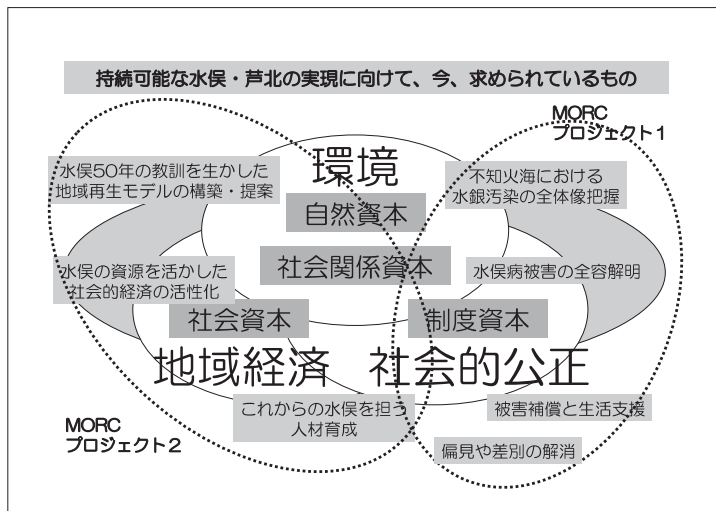 持続可能な水俣・芦北の実現に向けて、今、求められているもの
MORC
プロジェクト1
水俣50年の教訓を生かした
地域再生モデルの構築・提案
環境
不知火海における
水銀汚染の全体像把握
自然資本
社会関係資本
水俣の資源を活かした
社会的経済の活性化
水俣病被害の全容解明
社会資本
制度資本
地域経済
社会的公正
これからの水俣を担う
人材育成
被害補償と生活支援
MORC
プロジェクト2
偏見や差別の解消